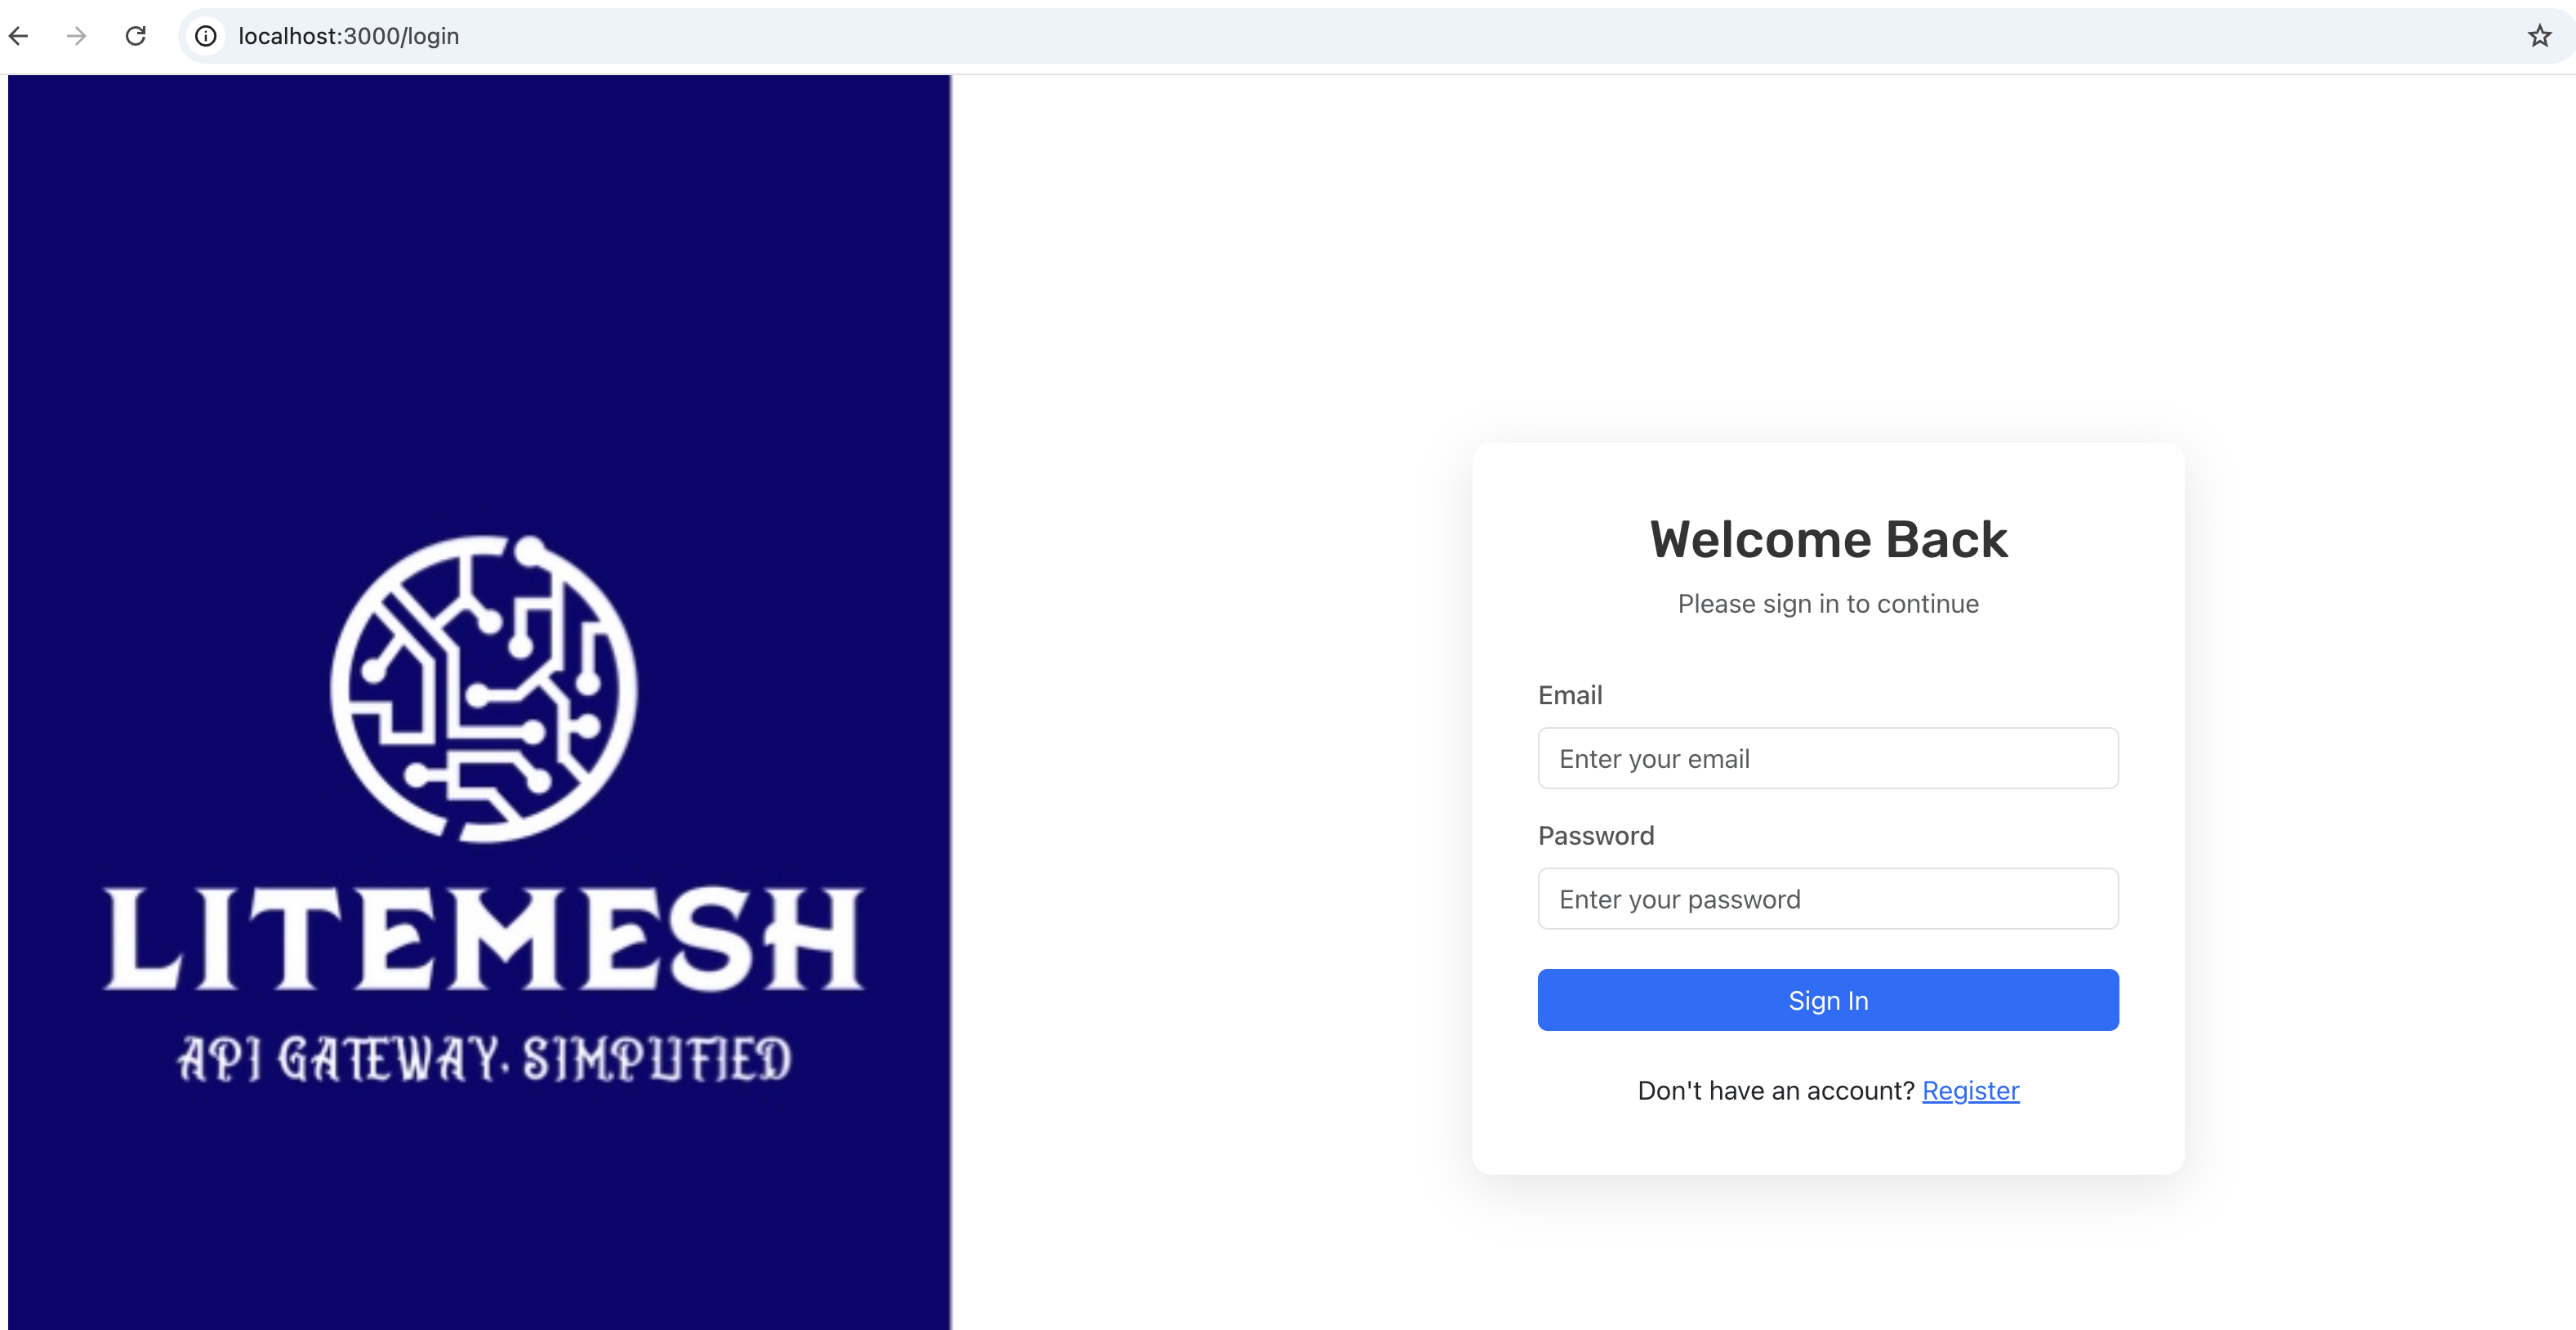 localhost:3000/login
LITEMESH
API GATEWAY. SIMPLIFIED
Welcome Back
Please sign in to continue
Email
Enter your email
Password
Enter your password
Sign In
Don't have an account? Register